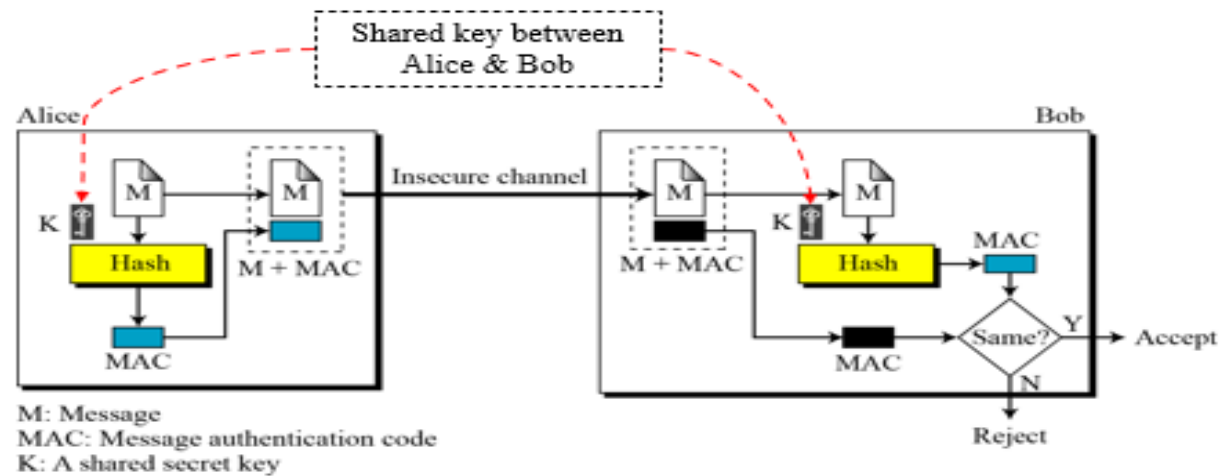 Shared key between
Alice & Bob
Alice
Bob
M
M
Insecure channel
M
M
K
K
Hash
M + MAC
M + MAC
Hash
MAC
MAC
MAC
Same?
Y
Accept
N
Reject
M: Message
MAC: Message authentication code
K: A shared secret key